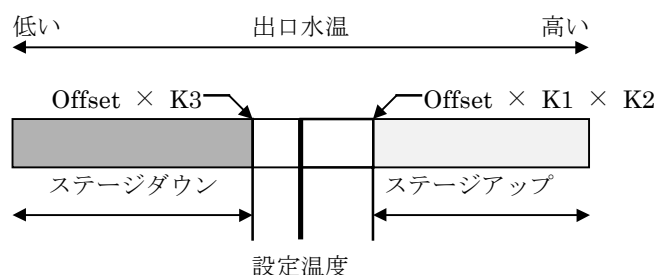 低い 出口水温 高い
Offset × K3 Offset × K1 × K2
ステージダウン ステージアップ
設定温度